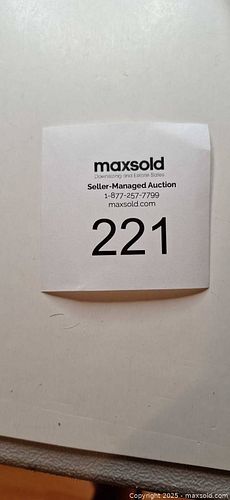 maxsold
Downsizing and Estate Sales
Seller-Managed Auction
1-877-257-7799
maxsold.com
221
Copyright © 2025 - maxsold.com